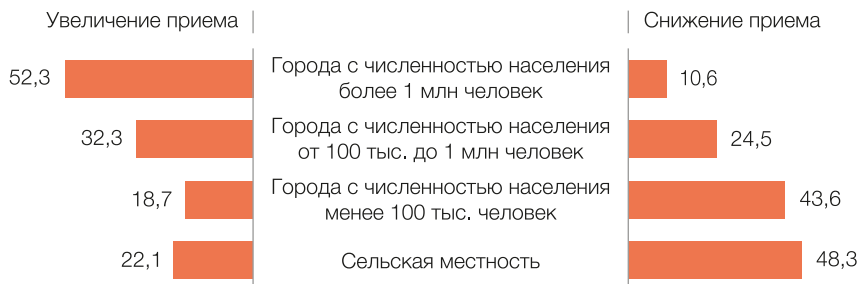 Увеличение приема
Снижение приема
52,3
Города с численностью населения
более 1 млн человек
10,6
32,3
Города с численностью населения
от 100 тыс. до 1 млн человек
24,5
18,7
Города с численностью населения
менее 100 тыс. человек
43,6
22,1
Сельская местность
48,3